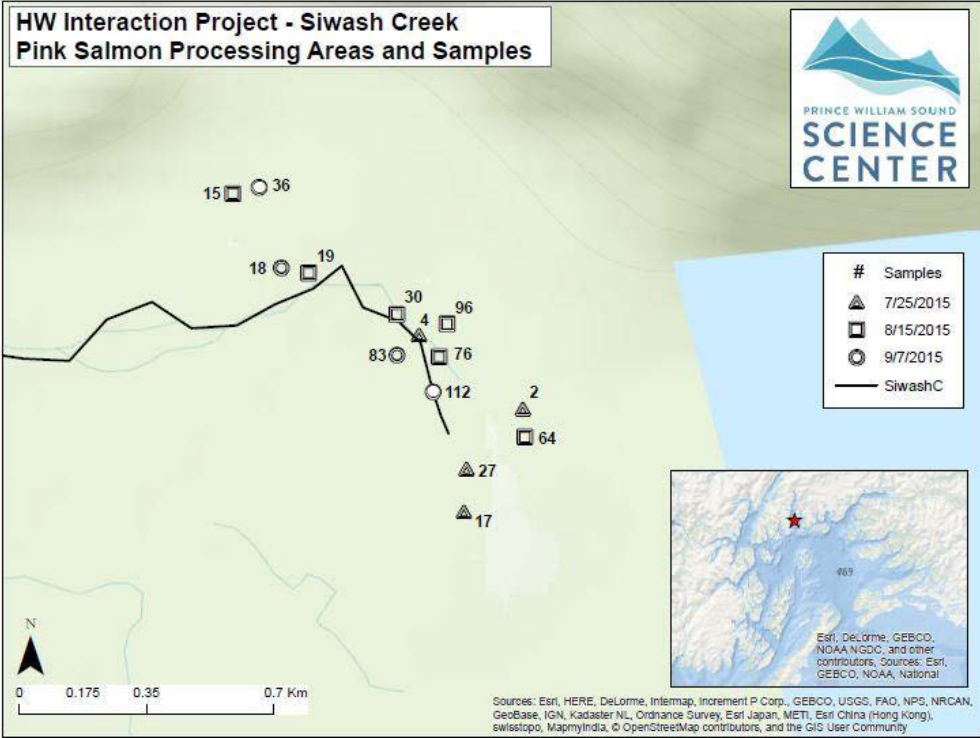 HW Interaction Project - Siwash Creek
Pink Salmon Processing Areas and Samples
PRINCE WILLIAM SOUND
SCIENCE
CENTER
15
36
18
19
30
96
4
83
76
112
2
64
27
17
# Samples
7/25/2015
8/15/2015
9/7/2015
SiwashC
469
Esri, DeLorme, GEBCO,
NOAA NGDC, and other
contributors, Sources: Esri,
GEBCO, NOAA, National
N
0 0.175 0.35 0.7 Km
Sources: Esri, HERE, DeLorme, Intermap, increment P Corp., GEBCO, USGS, FAO, NPS, NRCAN,
GeoBase, IGN, Kadaster NL, Ordnance Survey, Esri Japan, METI, Esri China (Hong Kong),
swisstopo, MapmyIndia, © OpenStreetMap contributors, and the GIS User Community